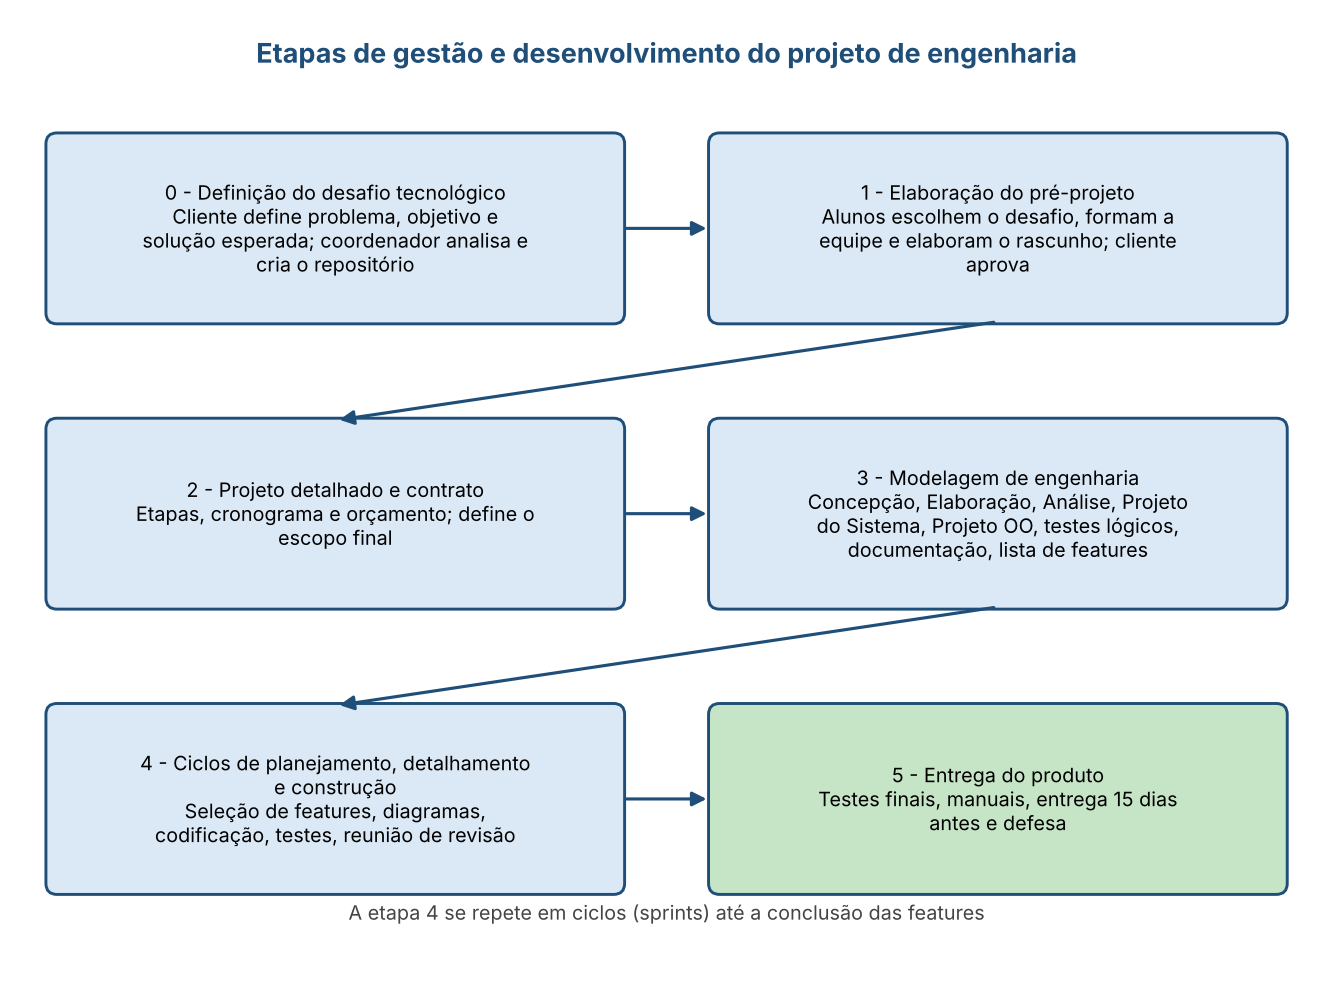 Etapas de gestão e desenvolvimento do projeto de engenharia
0 - Definição do desafio tecnológico
Cliente define problema, objetivo e
solução esperada; coordenador analisa e
cria o repositório
1 - Elaboração do pré-projeto
Alunos escolhem o desafio, formam a
equipe e elaboram o rascunho; cliente
aprova
2 - Projeto detalhado e contrato
Etapas, cronograma e orçamento; define o
escopo final
3 - Modelagem de engenharia
Concepção, Elaboração, Análise, Projeto
do Sistema, Projeto OO, testes lógicos,
documentação, lista de features
4 - Ciclos de planejamento, detalhamento
e construção
Seleção de features, diagramas,
codificação, testes, reunião de revisão
5 - Entrega do produto
Testes finais, manuais, entrega 15 dias
antes e defesa
A etapa 4 se repete em ciclos (sprints) até a conclusão das features